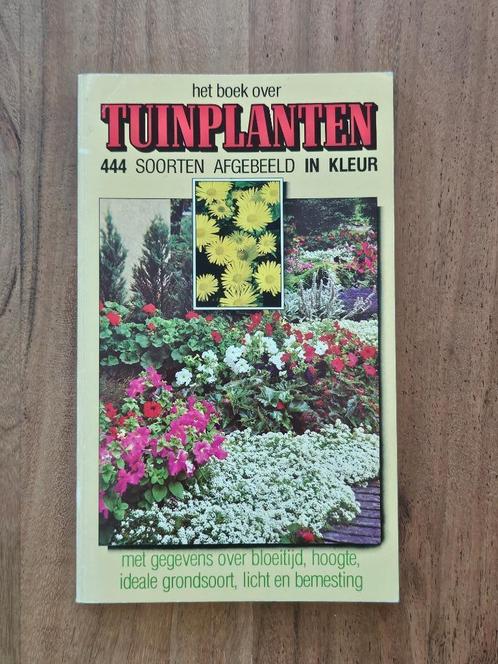 het boek over
TUINPLANTEN
444 SOORTEN AFGEBEELD IN KLEUR
met gegevens over bloeitijd, hoogte,
ideale grondsoort, licht en bemesting